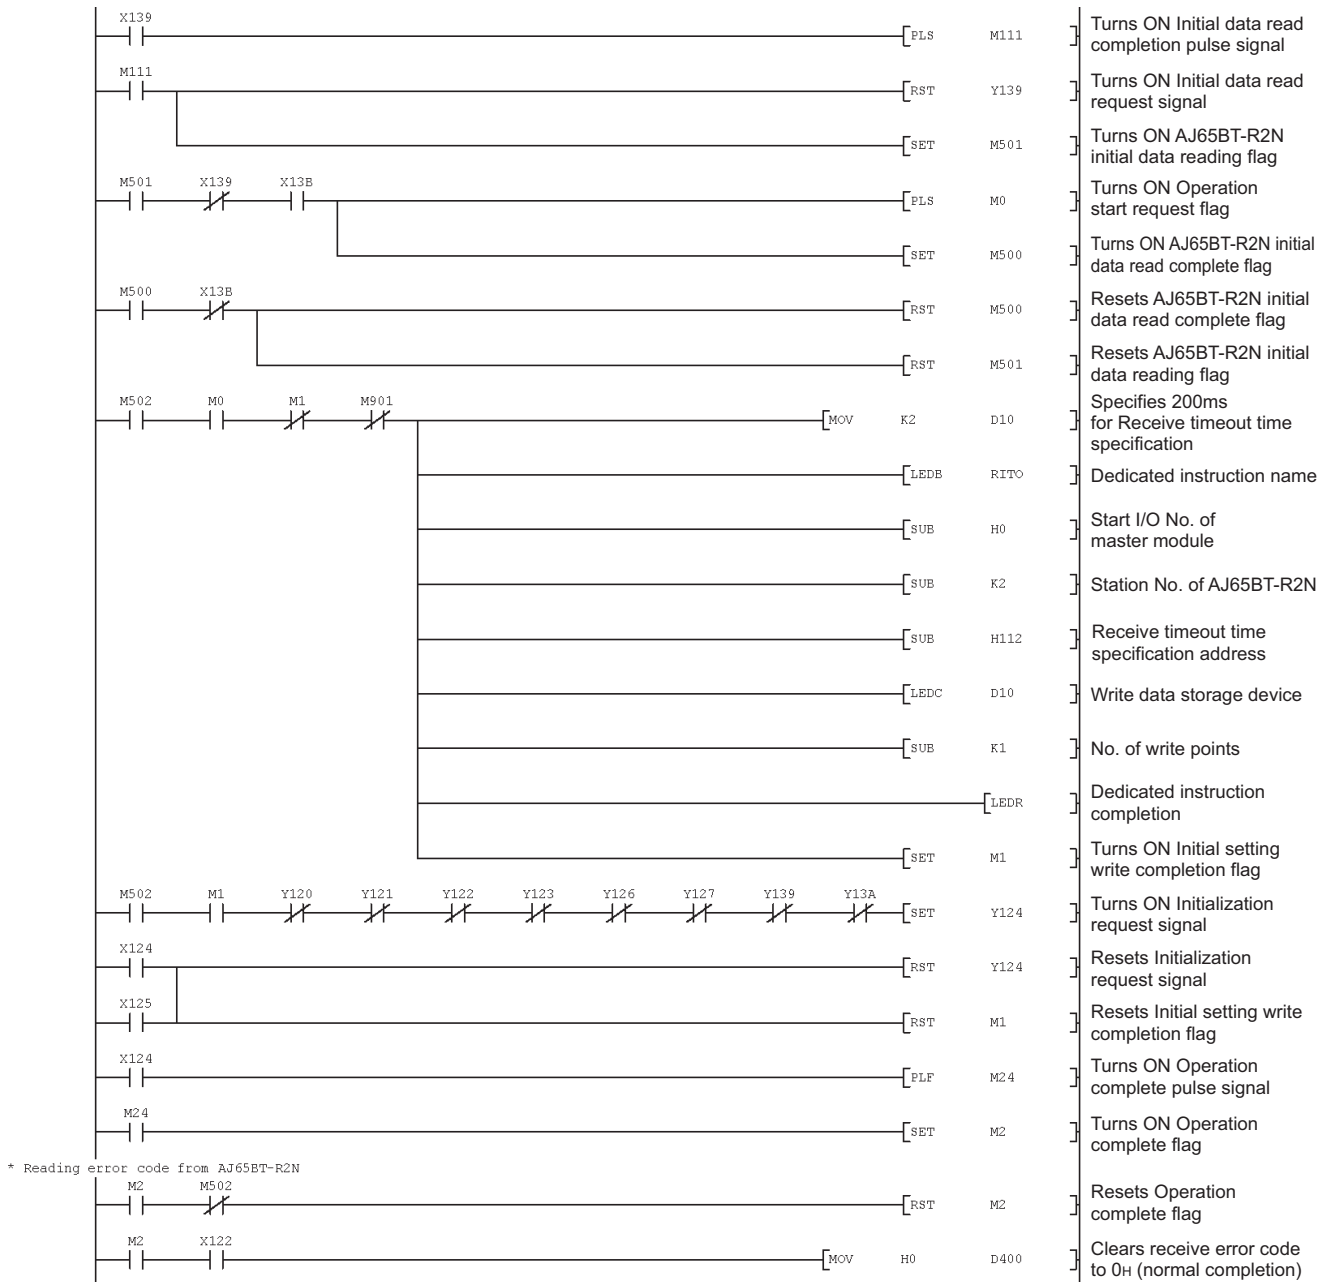 X139
PLS M111
Turns ON Initial data read
completion pulse signal
M111
RST Y139
Turns ON Initial data read
request signal
SET M501
Turns ON AJ65BT-R2N
initial data reading flag
M501 X139 X13B
PLS M0
Turns ON Operation
start request flag
SET M500
Turns ON AJ65BT-R2N initial
data read complete flag
M500 X13B
RST M500
Resets AJ65BT-R2N initial
data read complete flag
RST M501
Resets AJ65BT-R2N initial
data reading flag
M502 M0 M1 M901
MOV K2 D10
Specifies 200ms
for Receive timeout time
specification
LEDB RITO
Dedicated instruction name
SUB H0
Start I/O No. of
master module
SUB K2
Station No. of AJ65BT-R2N
SUB H112
Receive timeout time
specification address
LEDC D10
Write data storage device
SUB K1
No. of write points
LEDR
Dedicated instruction
completion
SET M1
Turns ON Initial setting
write completion flag
M502 M1 Y120 Y121 Y122 Y123 Y126 Y127 Y139 Y13A
SET Y124
Turns ON Initialization
request signal
X124
RST Y124
Resets Initialization
request signal
X125
RST M1
Resets Initial setting write
completion flag
X124
PLF M24
Turns ON Operation
complete pulse signal
M24
SET M2
Turns ON Operation
complete flag
* Reading error code from AJ65BT-R2N
M2 M502
RST M2
Resets Operation
complete flag
M2 X122
MOV H0 D400
Clears receive error code
to 0H (normal completion)